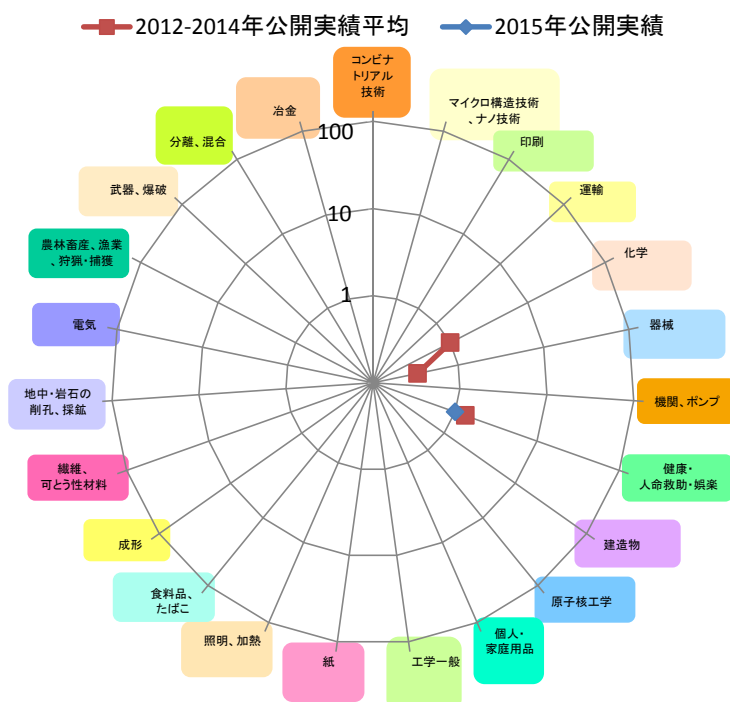 2012-2014年公開実績平均
2015年公開実績
コンビナ
トリアル
技術
マイクロ構造技術
、ナノ技術
印刷
運輸
化学
器械
機関、ポンプ
健康・
人命救助・娯楽
建造物
原子核工学
個人・
家庭用品
工学一般
紙
照明、加熱
食料品、
たばこ
成形
繊維、
可とう性材料
地中・岩石の
削孔、採鉱
電気
農林畜産、漁業
、狩猟・捕獲
武器、爆破
分離、混合
冶金
100
10
1